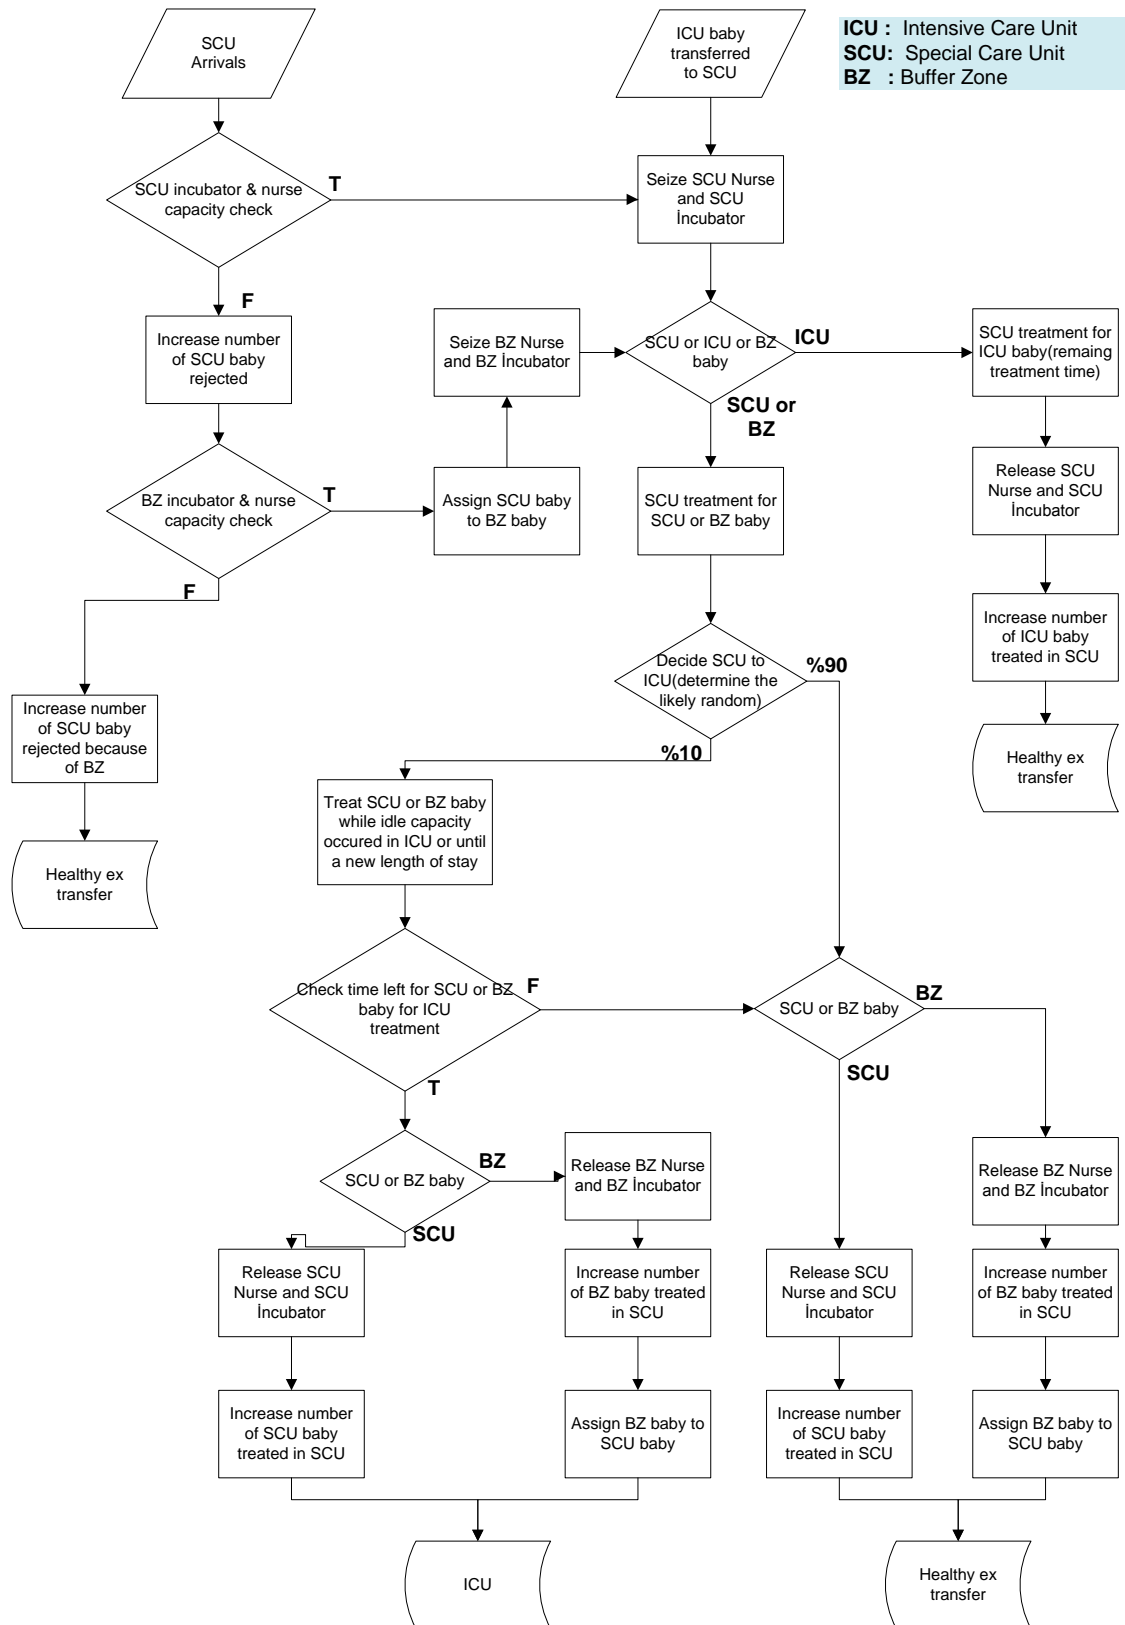 SCU
Arrivals
ICU baby
transferred
to SCU
ICU : Intensive Care Unit
SCU: Special Care Unit
BZ : Buffer Zone
SCU incubator & nurse
capacity check
T
Seize SCU Nurse
and SCU
İncubator
F
Increase number
of SCU baby
rejected
Seize BZ Nurse
and BZ İncubator
SCU or ICU or BZ
baby
ICU
SCU treatment for
ICU baby(remaing
treatment time)
SCU or
BZ
BZ incubator & nurse
capacity check
T
Assign SCU baby
to BZ baby
SCU treatment for
SCU or BZ baby
Release SCU
Nurse and SCU
İncubator
F
Increase number
of ICU baby
treated in SCU
Decide SCU to
ICU(determine the
likely random)
%90
%10
Increase number
of SCU baby
rejected because
of BZ
Healthy ex
transfer
Treat SCU or BZ baby
while idle capacity
occured in ICU or until
a new length of stay
Healthy ex
transfer
Check time left for SCU or BZ
baby for ICU
treatment
F
SCU or BZ baby
BZ
SCU
T
SCU or BZ baby
BZ
SCU
Release BZ Nurse
and BZ İncubator
Release BZ Nurse
and BZ İncubator
Release SCU
Nurse and SCU
İncubator
Increase number
of BZ baby treated
in SCU
Release SCU
Nurse and SCU
İncubator
Increase number
of BZ baby treated
in SCU
Increase number
of SCU baby
treated in SCU
Assign BZ baby to
SCU baby
Increase number
of SCU baby
treated in SCU
Assign BZ baby to
SCU baby
ICU
Healthy ex
transfer